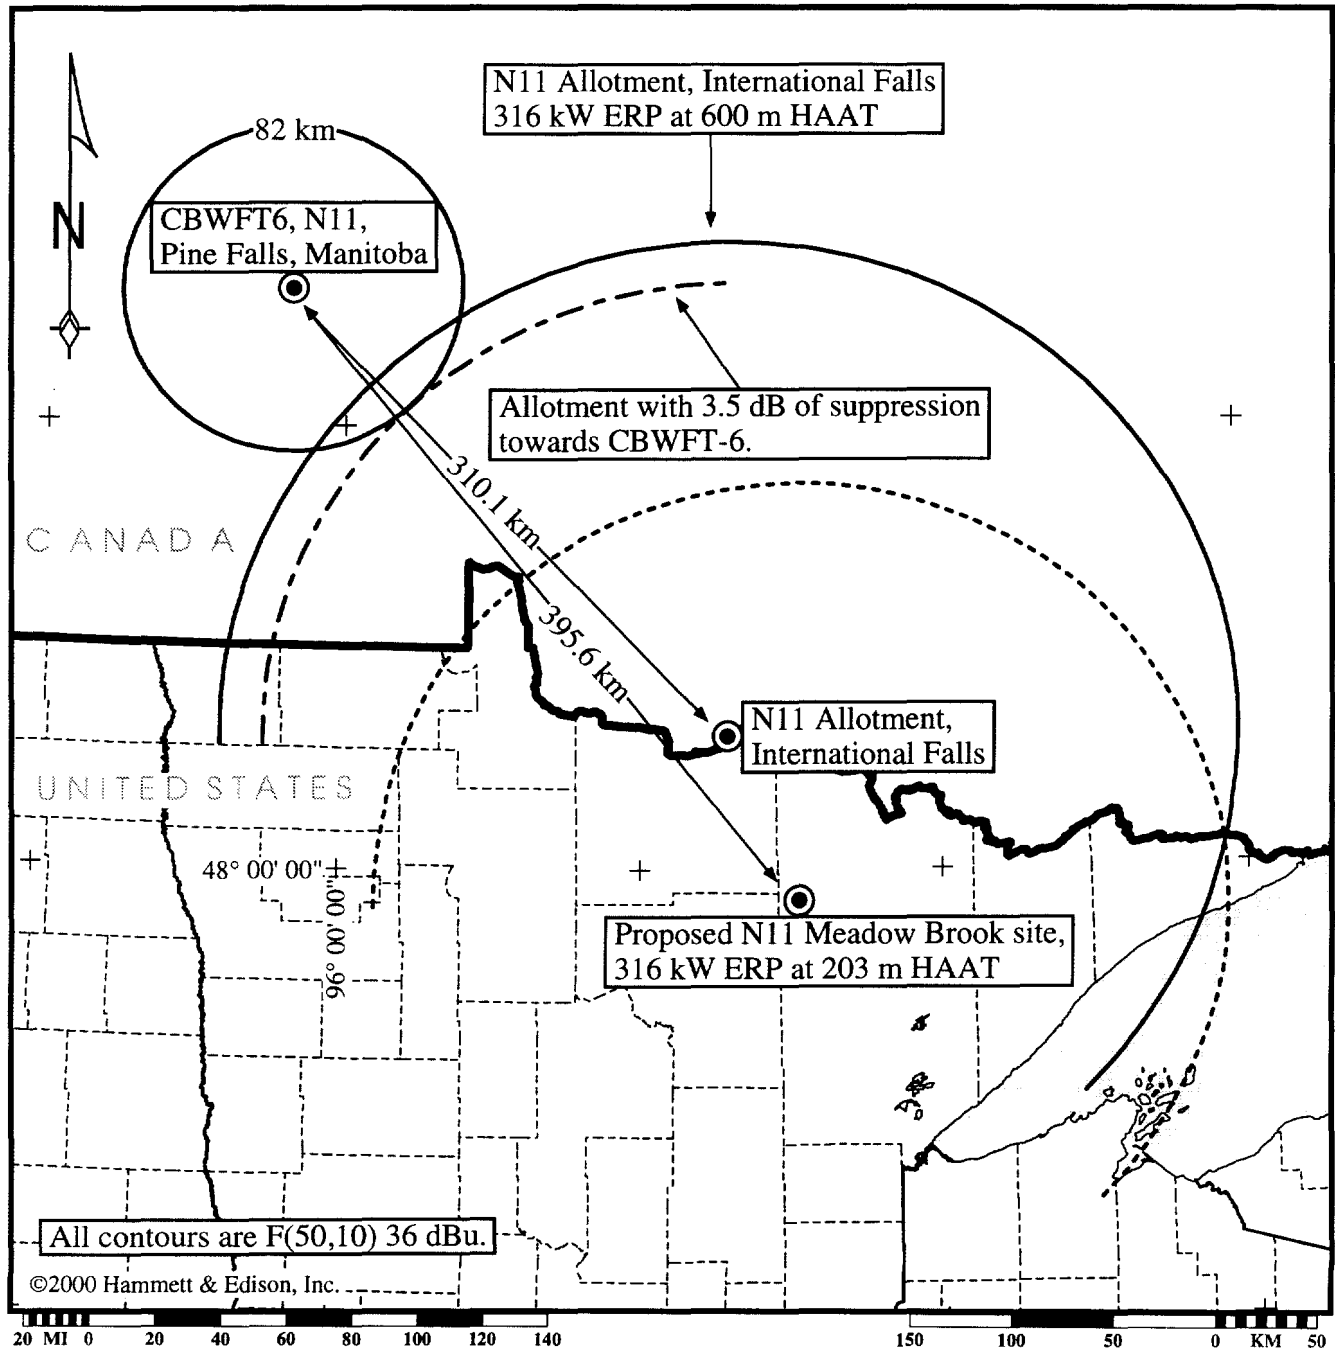 N11 Allotment, International Falls
316 kW ERP at 600 m HAAT
82 km
N
CBWFT6, N11,
Pine Falls, Manitoba
Allotment with 3.5 dB of suppression
towards CBWFT-6.
310.1 km
CANADA
395.6 km
N11 Allotment,
International Falls
UNITED STATES
48° 00' 00"
96° 00' 00"
Proposed N11 Meadow Brook site,
316 kW ERP at 203 m HAAT
All contours are F(50,10) 36 dBu.
©2000 Hammett & Edison, Inc.
20 MI 0 20 40 60 80 100 120 140
150 100 50 0 KM 50